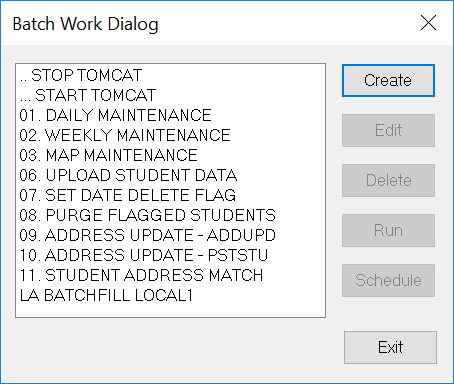 Batch Work Dialog
.. STOP TOMCAT
... START TOMCAT
01. DAILY MAINTENANCE
02. WEEKLY MAINTENANCE
03. MAP MAINTENANCE
06. UPLOAD STUDENT DATA
07. SET DATE DELETE FLAG
08. PURGE FLAGGED STUDENTS
09. ADDRESS UPDATE - ADDUPD
10. ADDRESS UPDATE - PSTSTU
11. STUDENT ADDRESS MATCH
LA BATCHFILL LOCAL1
Create
Edit
Delete
Run
Schedule
Exit